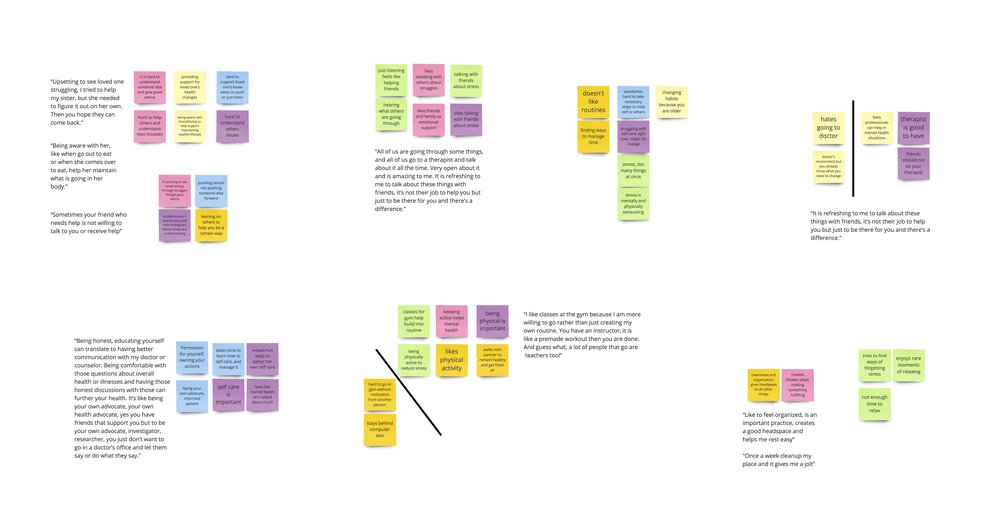 "Upsetting to see loved one
struggling, I tried to help
my sister, but she needed
to figure it out on her own.
Then you hope they can
come back."
"Being aware with her,
like when go out to eat
or when she comes over
to eat, help her maintain
what is going in her
body."
"Sometimes your friend who
needs help is not willing to
talk to you or receive help"
it is hard to
understand
someone else
and give good
advice
providing
support for
loved one's
health
changes
hard to
support loved
one's know
when to push
or just listen
hard to help
others and
understand
their troubles
being aware with
friend/family to
help support
maintaining
healthy lifestyle
hard to
understand
others
issues
frustrating to see
loved one go
through struggles
though gave
advice
pushing versus
not pushing
someone else
forward
problems aren't
shared but could
help strengthen
relationships and
understanding
leaning on
others to
help you be a
certain way
just listening
feels like
helping
friends
likes
speaking with
others about
struggles
talking with
friends
about stress
hearing
what others
are going
through
likes friends
and family as
emotional
support
likes talking
with friends
about stress
"All of us are going through some things,
and all of us go to a therapist and talk
about it all the time. Very open about it
and is amazing to me. It is refreshing to
me to talk about these things with
friends, it's not their job to help you but
just to be there for you and there's a
difference."
doesn't
like
routines
sometimes
hard to take
necessary
steps to help
self or others
changing
habits
because you
are older
finding ways
to manage
time
struggling with
self care right
now, major life
change
stress, too
many things
at once
stress is
mentally and
physically
exhausting
hates
going to
doctor
feels
professionals
can help in
mental health
situations
therapist
is good
to have
doctor's
recommend but
you already
know what you
need to change
friends
should not
be your
therapist
"It is refreshing to me to talk about these
things with friends, it's not their job to help
you but just to be there for you and there's a
difference."
"Being honest, educating yourself
can translate to having better
communication with my doctor or
counselor. Being comfortable with
those questions about overall
health or illnesses and having those
honest discussions with those can
further your health. It's like being
your own advocate, your own
health advocate, yes you have
friends that support you but to be
your own advocate, investigator,
researcher, you just don't want to
go in a doctor's office and let them
say or do what they say."
Permission
for yourself,
owning your
actions
takes time to
learn how to
self care, and
manage it
researches
ways to
better her
own self care
being your
own advocate,
informed
patient
self care is
important
feels like
mental health
isn't talked
about much
classes for
gym help
build into
routine
keeping
active helps
mental
health
being
physical is
important
being
physically
active to
reduce stress
likes
physical
activity
walks with
partner to
remain healthy
and get fresh
air
hard to go to
gym without
motivation
from another
person
stays behind
computer
alot
"I like classes at the gym because I am more
willing to go rather than just creating my
own routine. You have an instructor, it is
like a premade workout then you are done.
And guess what, a lot of people that go are
teachers too!"
cleanliness and
organization
gives headspace
to do other
things
creates
theater plays,
making
something
fulfilling
"Like to feel organized, is an
important practice, creates
a good headspace and
helps me rest easy"
"Once a week cleanup my
place and it gives me a jolt"
tries to find
ways of
forgetting
stress
enjoys rare
moments
of relaxing
not enough
time to
relax